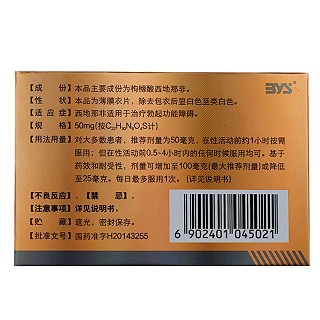 BYS
【成　份】本品主要成份为枸橼酸西地那非。
【性　状】本品为薄膜衣片，除去包衣后显白色至类白色。
【适 应 症】西地那非适用于治疗勃起功能障碍。
【规　格】50mg(按C₂₂H₃₀N₆O₄S计)
【用法用量】对大多数患者，推荐剂量为50毫克，在性活动前约1小时按需
服用；但在性活动前0.5~4小时内的任何时候服用均可。基于
药效和耐受性，剂量可增加至100毫克(最大推荐剂量)或降低
至25毫克。每日最多服用1次。(详见说明书)
【不良反应】、【禁　忌】、
【注意事项】详见说明书。
【贮　藏】遮光，密封保存。
【批准文号】国药准字H20143255
6 902401 045021